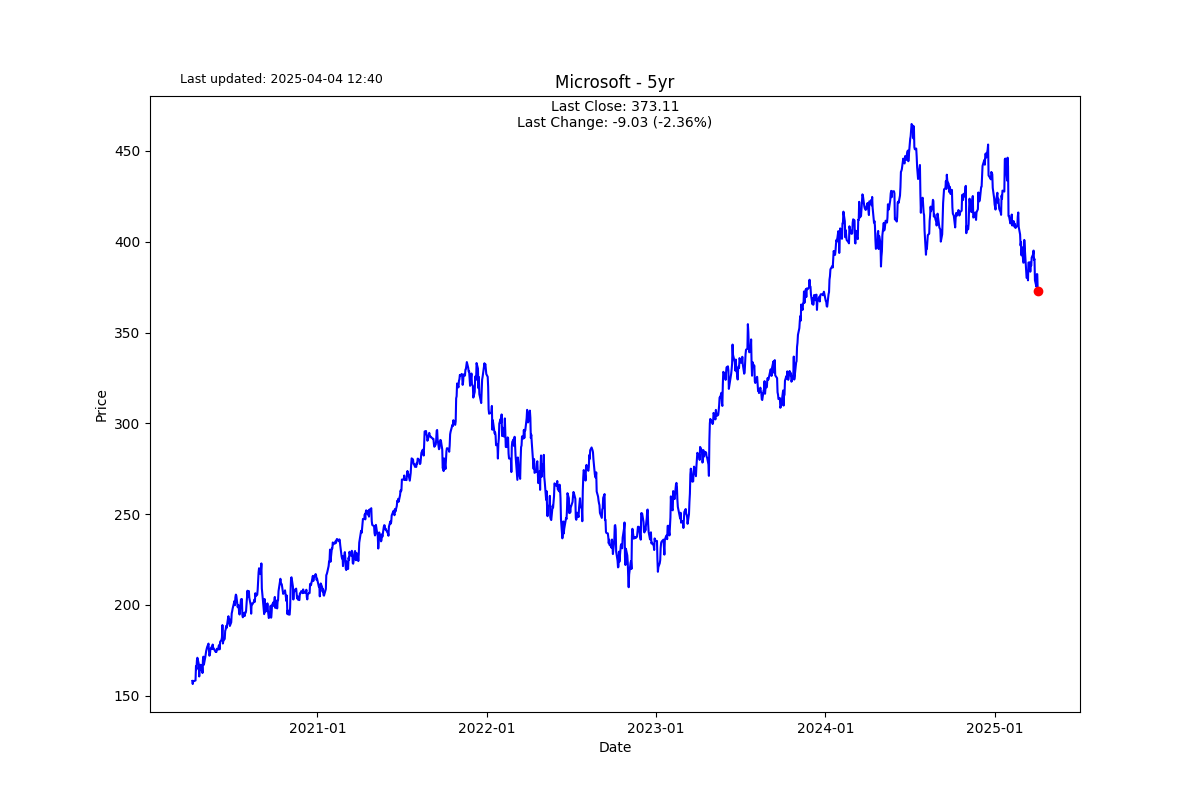 Last updated: 2025-04-04 12:40
Microsoft - 5yr
Last Close: 373.11
Last Change: -9.03 (-2.36%)
450
400
350
300
250
200
150
Price
2021-01
2022-01
2023-01
2024-01
2025-01
Date